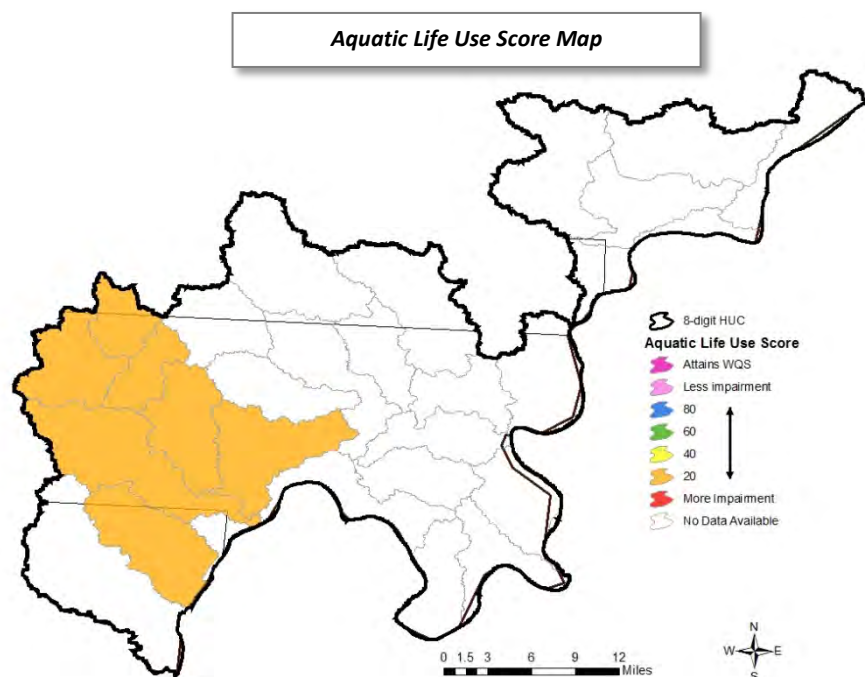 Aquatic Life Use Score Map
8-digit HUC
Aquatic Life Use Score
Attains WQS
Less impairment
80
60
40
20
More Impairment
No Data Available
N
W E
S
0 1.5 3 6 9 12
Miles